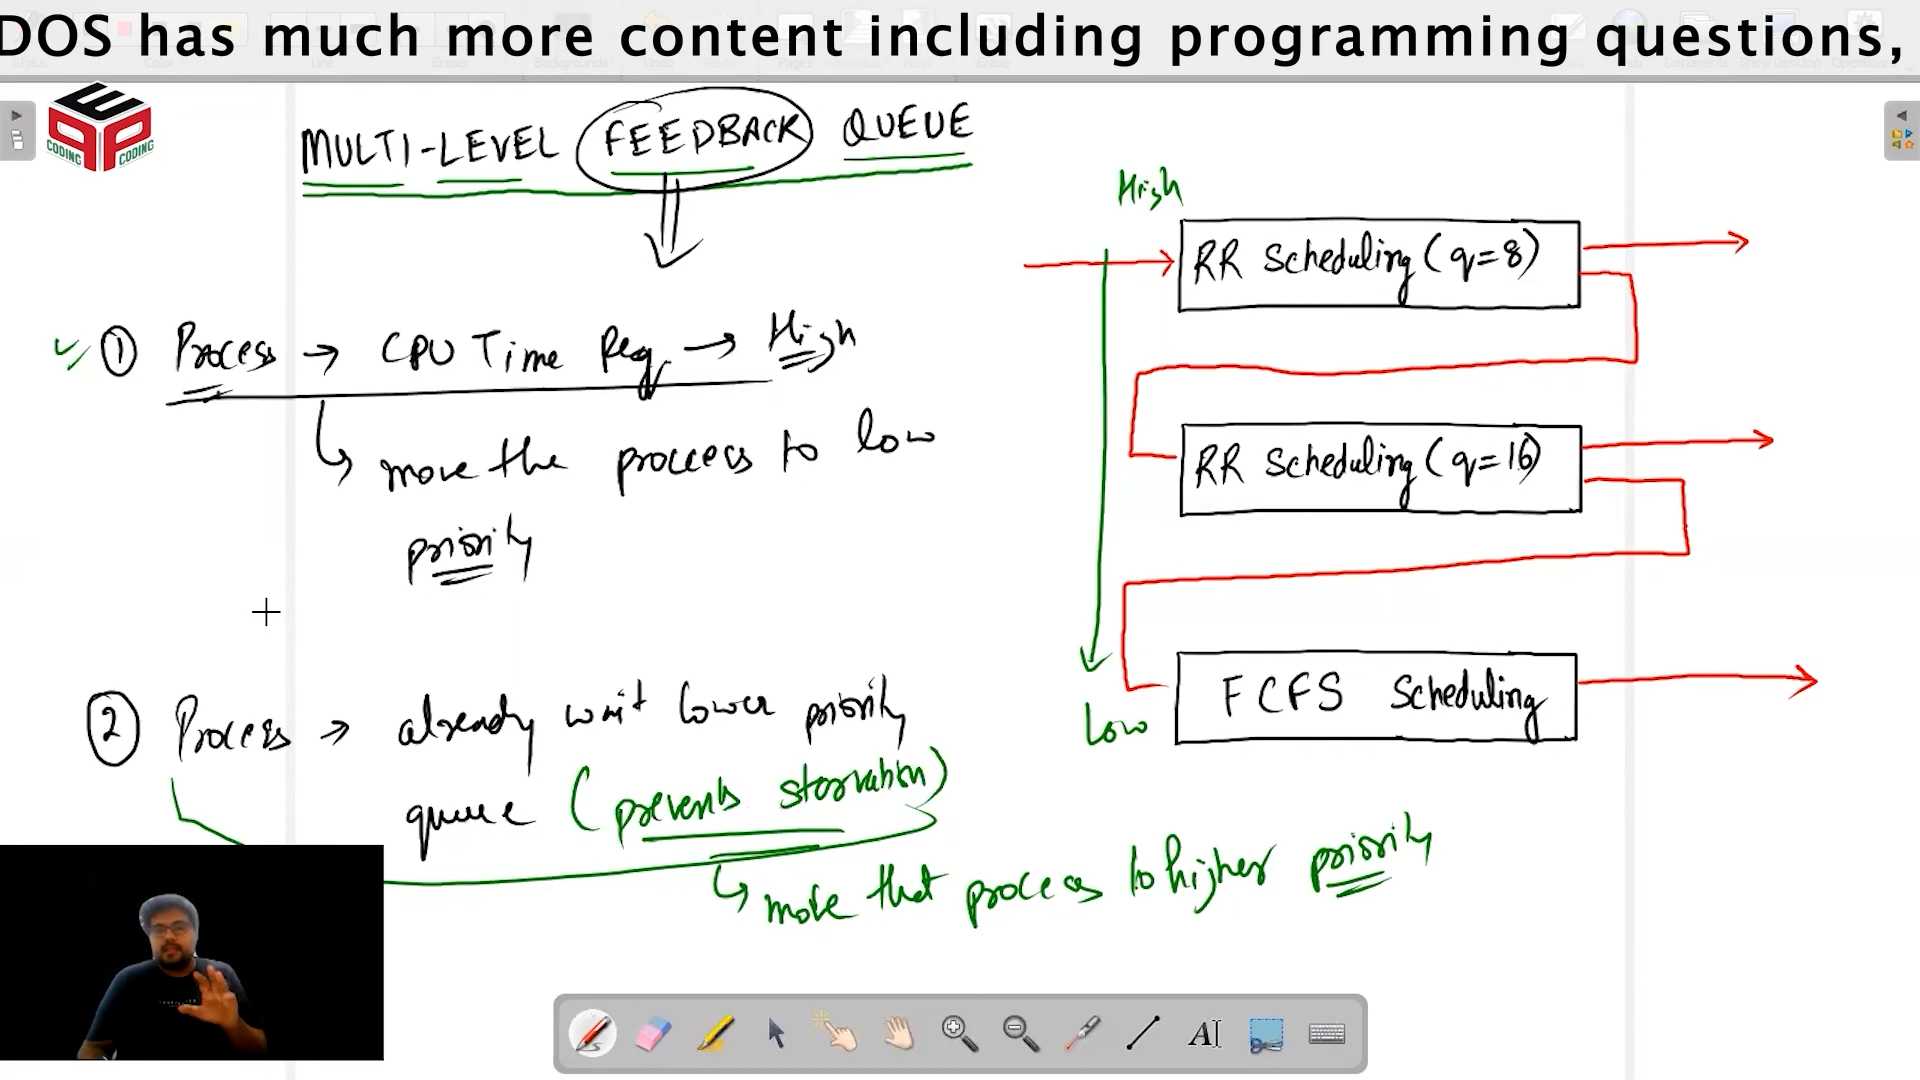 DOS has much more content including programming questions,
CODING CODING
MULTI-LEVEL FEEDBACK QUEUE
① Process → CPU Time Req → High
↳ move the process to low
priority
② Process → already wait lower priority
queue (prevents starvation)
↳ move that process to higher priority
High
RR Scheduling (q=8)
RR Scheduling (q=16)
FCFS Scheduling
Low